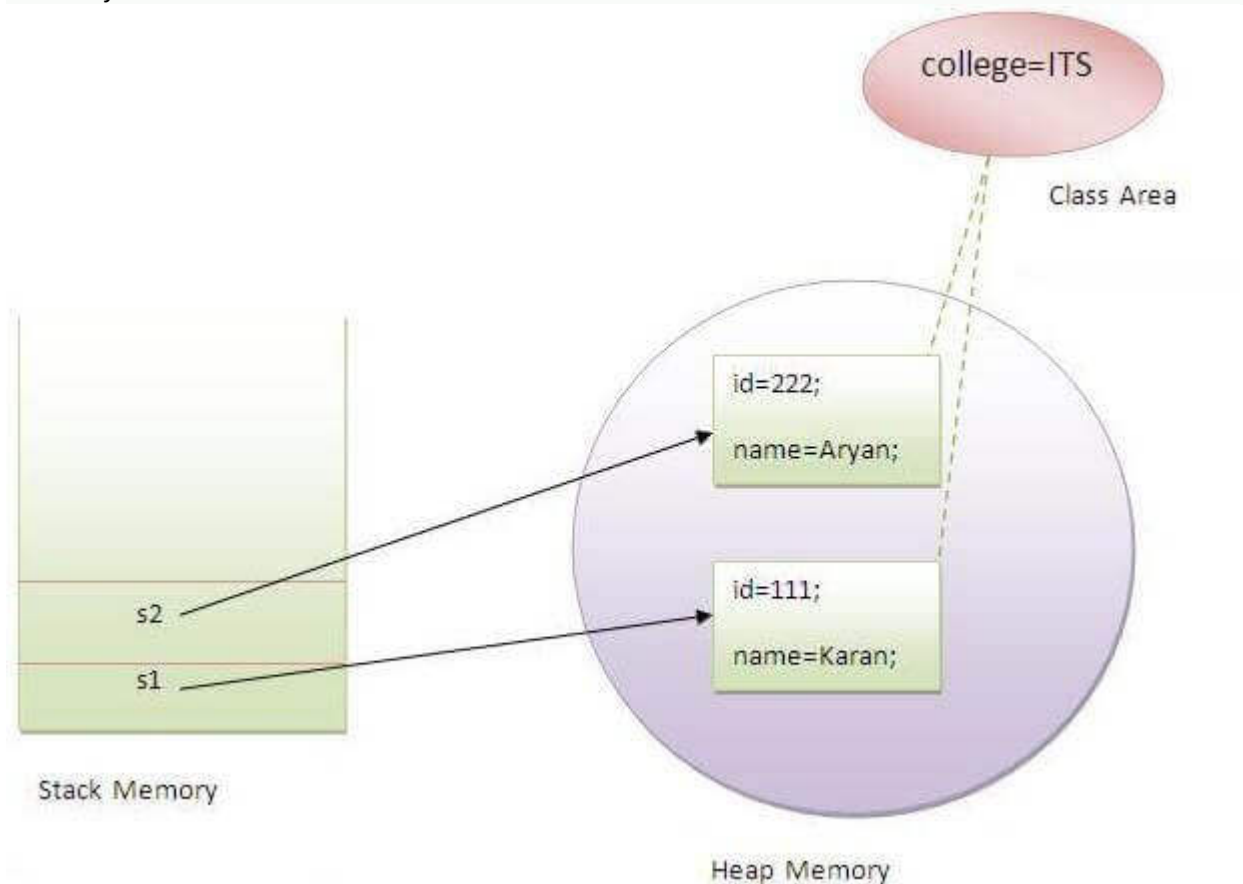 college=ITS
Class Area
id=222;
name=Aryan;
s2
id=111;
name=Karan;
s1
Stack Memory
Heap Memory